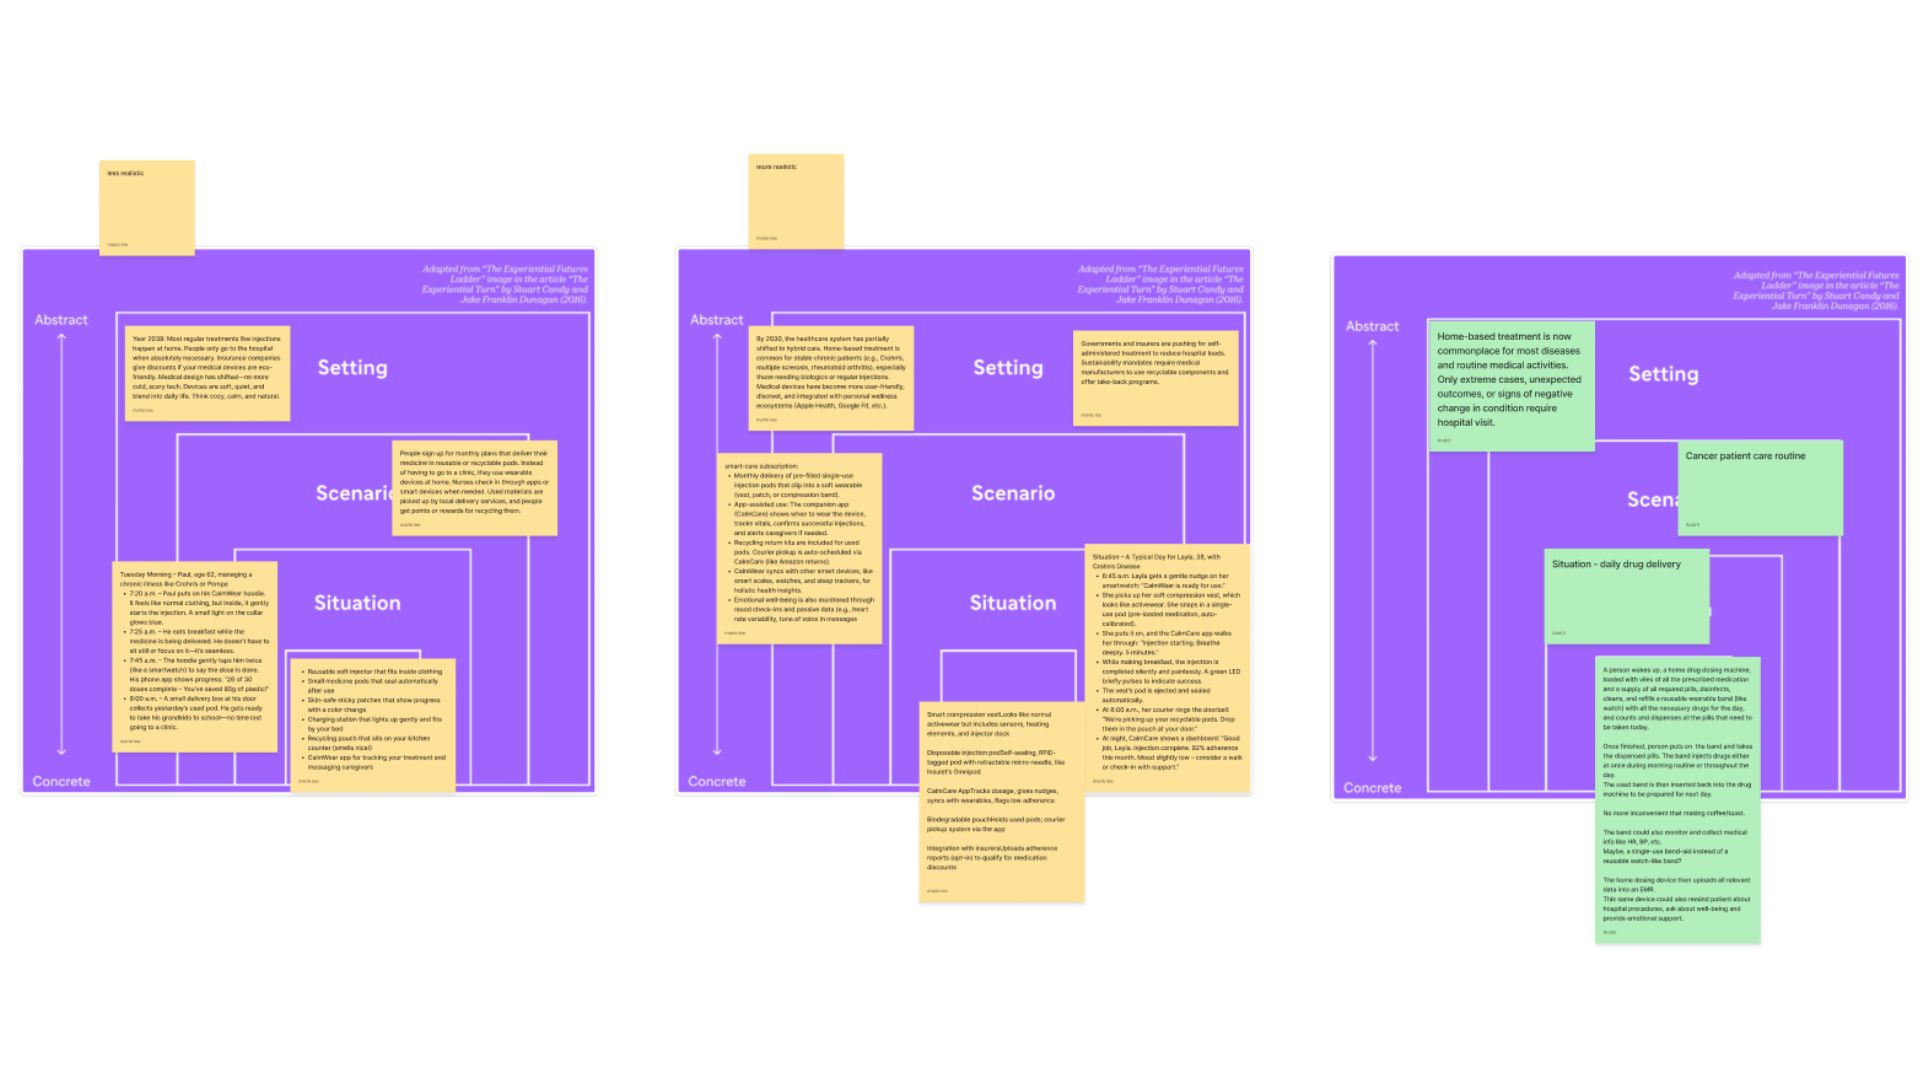 less realistic
marie lee
Adapted from "The Experiential Futures
Ladder" image in the article "The
Experiential Turn" by Stuart Candy and
Jake Franklin Dunagan (2016).
Abstract
Year 2038: Most regular treatments like injections
happen at home. People only go to the hospital
when absolutely necessary. Insurance companies
give discounts if your medical devices are eco-
friendly. Medical design has shifted—no more
cold, scary tech. Devices are soft, quiet, and
blend into daily life. Think cozy, calm, and natural.
marie lee
Setting
People sign up for monthly plans that deliver their
medicine in reusable or recyclable pods. Instead
of having to go to a clinic, they use wearable
devices at home. Nurses check in through apps or
smart devices when needed. Used materials are
picked up by local delivery services, and people
get points or rewards for recycling them.
marie lee
Scenario
Tuesday Morning – Paul, age 62, managing a
chronic illness like Crohn's or Pompe
• 7:20 a.m. – Paul puts on his CalmWear hoodie.
It feels like normal clothing, but inside, it gently
starts the injection. A small light on the collar
glows blue.
• 7:25 a.m. – He eats breakfast while the
medicine is being delivered. He doesn't have to
sit still or focus on it—it's seamless.
• 7:45 a.m. – The hoodie gently taps him twice
(like a smartwatch) to say the dose is done.
His phone app shows progress: "26 of 30
doses complete – You've saved 85g of plastic!"
• 8:00 a.m. – A small delivery box at his door
collects yesterday's used pod. He gets ready
to take his grandkids to school—no time lost
going to a clinic.
marie lee
Situation
• Reusable soft injector that fits inside clothing
• Small medicine pods that seal automatically
after use
• Skin-safe sticky patches that show progress
with a color change
• Charging station that lights up gently and fits
by your bed
• Recycling pouch that sits on your kitchen
counter (smells nice!)
• CalmWear app for tracking your treatment and
messaging caregivers
marie lee
Concrete
more realistic
marie lee
Adapted from "The Experiential Futures
Ladder" image in the article "The
Experiential Turn" by Stuart Candy and
Jake Franklin Dunagan (2016).
Abstract
By 2030, the healthcare system has partially
shifted to hybrid care. Home-based treatment is
common for stable chronic patients (e.g., Crohn's,
multiple sclerosis, rheumatoid arthritis), especially
those needing biologics or regular injections.
Medical devices have become more user-friendly,
discreet, and integrated with personal wellness
ecosystems (Apple Health, Google Fit, etc.).
marie lee
Setting
Governments and insurers are pushing for self-
administered treatment to reduce hospital loads.
Sustainability mandates require medical
manufacturers to use recyclable components and
offer take-back programs.
marie lee
smart-care subscription:
• Monthly delivery of pre-filled single-use
injection pods that clip into a soft wearable
(vest, patch, or compression band).
• App-assisted use: The companion app
(CalmCare) shows when to wear the device,
tracks vitals, confirms successful injections,
and alerts caregivers if needed.
• Recycling return kits are included for used
pods. Courier pickup is auto-scheduled via
CalmCare (like Amazon returns).
• CalmWear syncs with other smart devices, like
smart scales, watches, and sleep trackers, for
holistic health insights.
• Emotional well-being is also monitored through
mood check-ins and passive data (e.g., heart
rate variability, tone of voice in messages
marie lee
Scenario
Situation – A Typical Day for Layla, 38, with
Crohn's Disease
• 6:45 a.m. Layla gets a gentle nudge on her
smartwatch: "CalmWear is ready for use."
• She picks up her soft compression vest, which
looks like activewear. She snaps in a single-
use pod (pre-loaded medication, auto-
calibrated).
• She puts it on, and the CalmCare app walks
her through: "Injection starting. Breathe
deeply. 5 minutes."
• While making breakfast, the injection is
completed silently and painlessly. A green LED
briefly pulses to indicate success.
• The vest's pod is ejected and sealed
automatically.
• At 8:00 a.m., her courier rings the doorbell:
"We're picking up your recyclable pods. Drop
them in the pouch at your door."
• At night, CalmCare shows a dashboard: "Good
job, Layla. Injection complete. 92% adherence
this month. Mood slightly low – consider a walk
or check-in with support."
marie lee
Situation
Smart compression vestLooks like normal
activewear but includes sensors, heating
elements, and injector dock
Disposable injection podSelf-sealing, RFID-
tagged pod with retractable micro-needle, like
Insulet's Omnipod
CalmCare AppTracks dosage, gives nudges,
syncs with wearables, flags low adherence
Biodegradable pouchHolds used pods; courier
pickup system via the app
Integration with insurersUploads adherence
reports (opt-in) to qualify for medication
discounts
marie lee
Concrete
Adapted from "The Experiential Futures
Ladder" image in the article "The
Experiential Turn" by Stuart Candy and
Jake Franklin Dunagan (2016).
Abstract
Home-based treatment is now
commonplace for most diseases
and routine medical activities.
Only extreme cases, unexpected
outcomes, or signs of negative
change in condition require
hospital visit.
Setting
Cancer patient care routine
Scena
Situation - daily drug delivery
A person wakes up, a home drug dosing machine,
loaded with vlies of all the prescribed medication
and a supply of all required pills, disinfects,
cleans, and refills a reusable wearable band (like
watch) with all the necessary drugs for the day,
and counts and dispenses all the pills that need to
be taken today.
Once finished, person puts on the band and takes
the dispensed pills. The band injects drugs either
at once during morning routine or throughout the
day.
The usud band is then inserted back into the drug
machine to be prepared for next day.
No more inconvenient that making coffee/toast.
The band could also monitor and collect medical
info like HR, BP, etc.
Maybe, a single-use band-aid instead of a
reusable watch-like band?
The home dosing device then uploads all relevant
data into an EMR.
This same device could also remind patient about
hospital procedures, ask about well-being and
provide emotional support.
Concrete